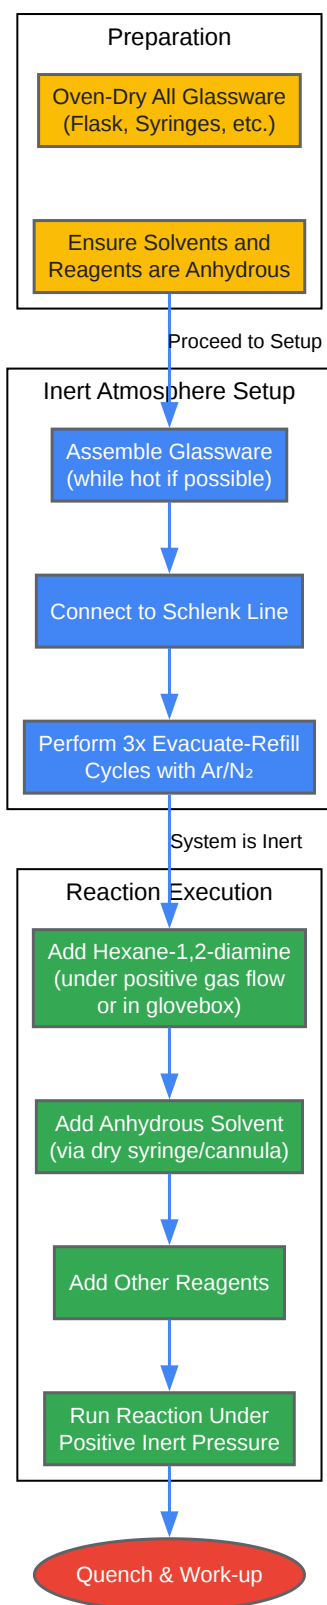 Preparation
Oven-Dry All Glassware
(Flask, Syringes, etc.)
Ensure Solvents and
Reagents are Anhydrous
Proceed to Setup
Inert Atmosphere Setup
Assemble Glassware
(while hot if possible)
Connect to Schlenk Line
Perform 3x Evacuate-Refill
Cycles with Ar/N₂
System is Inert
Reaction Execution
Add Hexane-1,2-diamine
(under positive gas flow
or in glovebox)
Add Anhydrous Solvent
(via dry syringe/cannula)
Add Other Reagents
Run Reaction Under
Positive Inert Pressure
Quench & Work-up